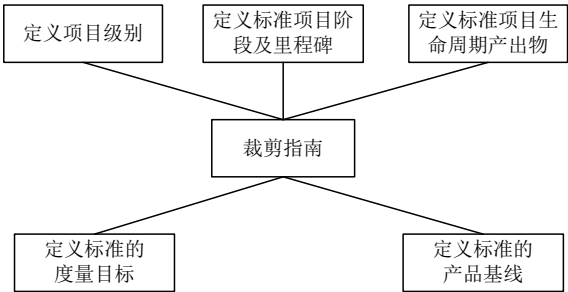 定义项目级别
定义标准项目阶
段及里程碑
定义标准项目生
命周期产出物
裁剪指南
定义标准的
度量目标
定义标准的
产品基线